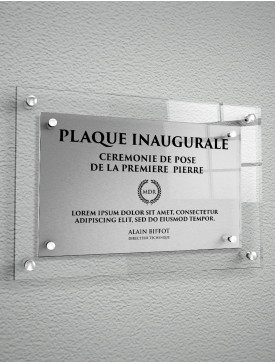 PLAQUE INAUGURALE
CEREMONIE DE POSE
DE LA PREMIERE PIERRE
MDR
LOREM IPSUM DOLOR SIT AMET, CONSECTETUR
ADIPISCING ELIT, SED DO EIUSMOD TEMPOR.
ALAIN BIFFOT
DIRECTEUR TECHNIQUE